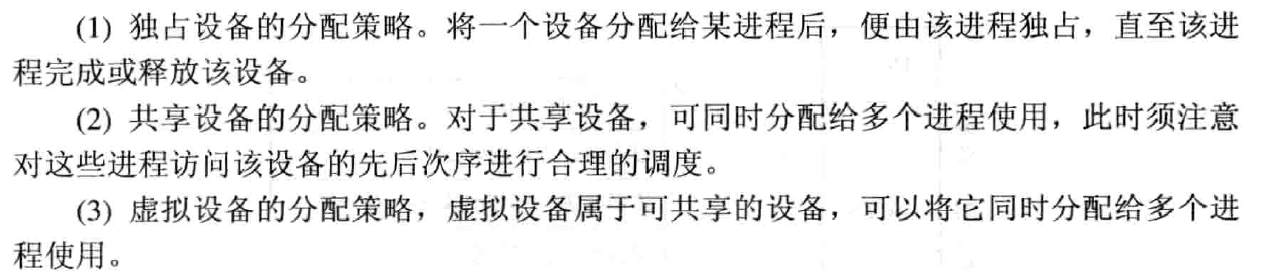 (1) 独占设备的分配策略。将一个设备分配给某进程后，便由该进程独占，直至该进
程完成或释放该设备。
(2) 共享设备的分配策略。对于共享设备，可同时分配给多个进程使用，此时须注意
对这些进程访问该设备的先后次序进行合理的调度。
(3) 虚拟设备的分配策略，虚拟设备属于可共享的设备，可以将它同时分配给多个进
程使用。